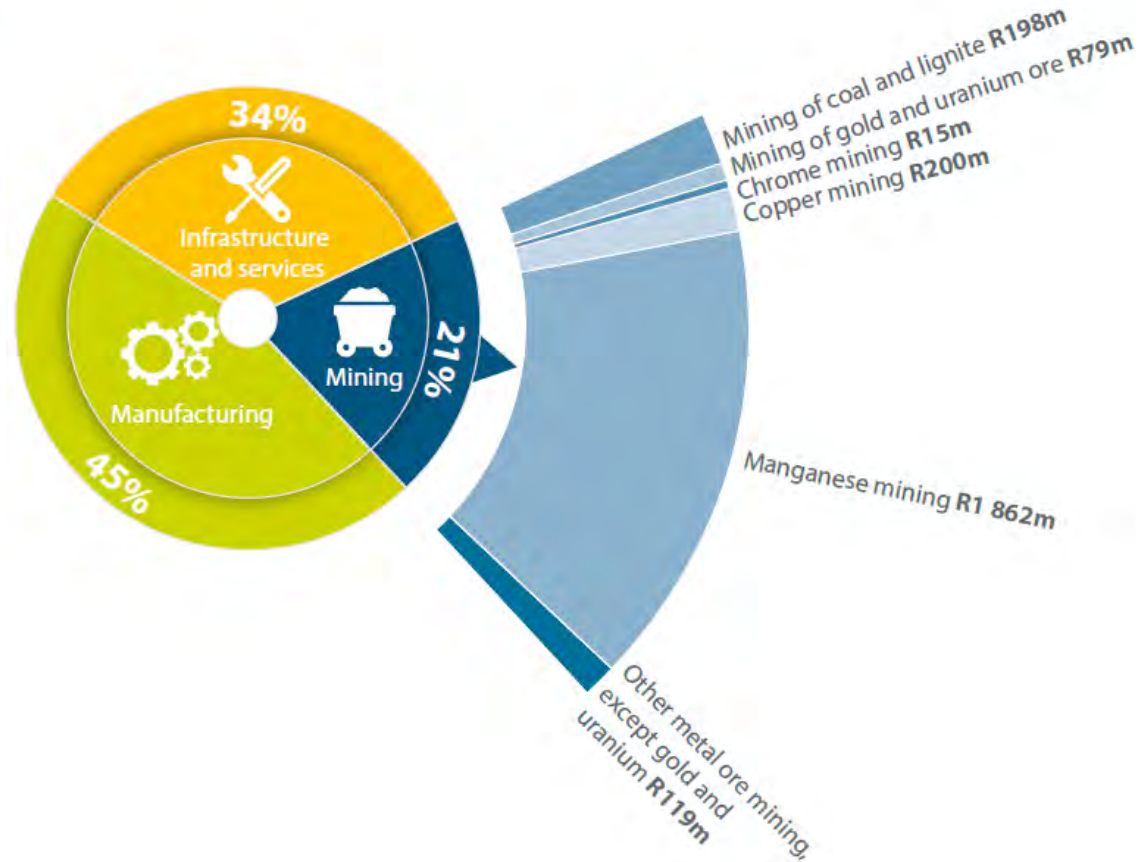 34%
Infrastructure
and services
21%
Mining
Manufacturing
45%
Mining of coal and lignite R198m
Mining of gold and uranium ore R79m
Chrome mining R15m
Copper mining R200m
Manganese mining R1 862m
Other metal ore mining,
except gold and
uranium R119m